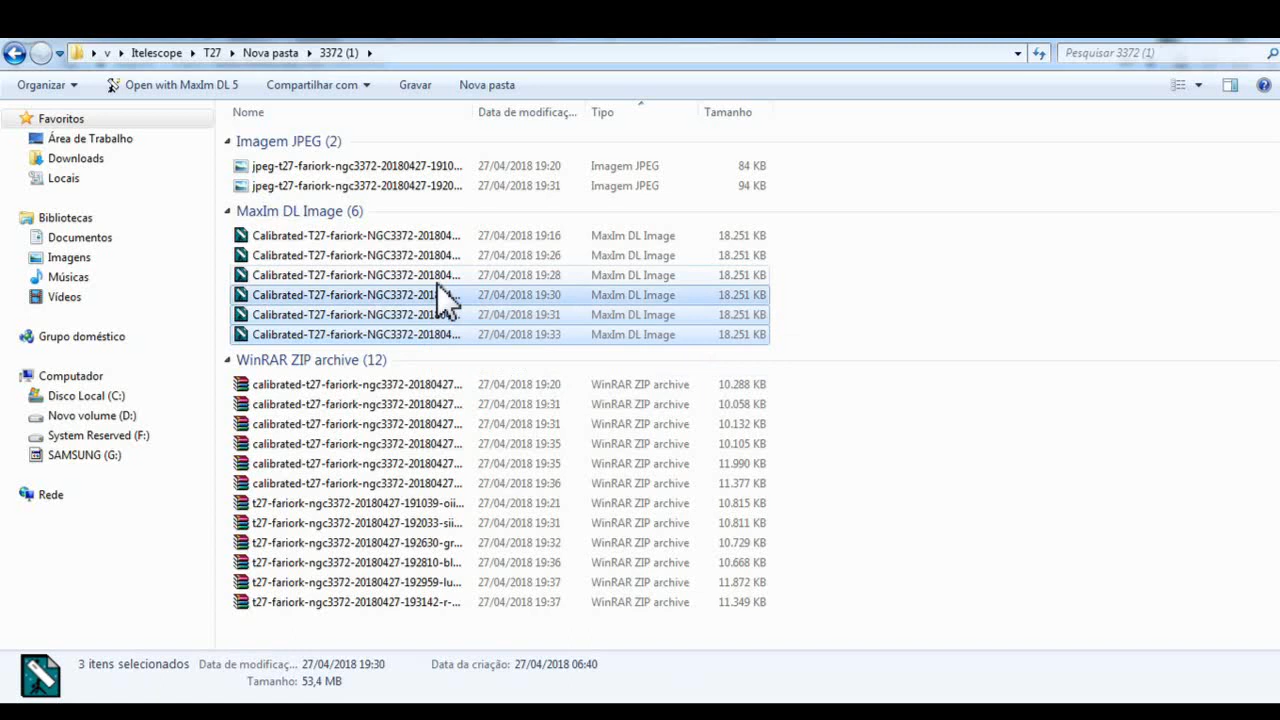 v Itelescope T27 Nova pasta 3372 (1) Pesquisar 3372 (1)
Organizar Open with MaxIm DL 5 Compartilhar com Gravar Nova pasta
Favoritos
Área de Trabalho
Downloads
Locais
Bibliotecas
Documentos
Imagens
Músicas
Vídeos
Grupo doméstico
Computador
Disco Local (C:)
Novo volume (D:)
System Reserved (F:)
SAMSUNG (G:)
Rede
Nome Data de modificaç... Tipo Tamanho
Imagem JPEG (2)
jpeg-t27-fariork-ngc3372-20180427-1910... 27/04/2018 19:20 Imagem JPEG 84 KB
jpeg-t27-fariork-ngc3372-20180427-1920... 27/04/2018 19:31 Imagem JPEG 94 KB
MaxIm DL Image (6)
Calibrated-T27-fariork-NGC3372-201804... 27/04/2018 19:16 MaxIm DL Image 18.251 KB
Calibrated-T27-fariork-NGC3372-201804... 27/04/2018 19:26 MaxIm DL Image 18.251 KB
Calibrated-T27-fariork-NGC3372-201804... 27/04/2018 19:28 MaxIm DL Image 18.251 KB
Calibrated-T27-fariork-NGC3372-201804... 27/04/2018 19:30 MaxIm DL Image 18.251 KB
Calibrated-T27-fariork-NGC3372-201804... 27/04/2018 19:31 MaxIm DL Image 18.251 KB
Calibrated-T27-fariork-NGC3372-201804... 27/04/2018 19:33 MaxIm DL Image 18.251 KB
WinRAR ZIP archive (12)
calibrated-t27-fariork-ngc3372-20180427... 27/04/2018 19:20 WinRAR ZIP archive 10.288 KB
calibrated-t27-fariork-ngc3372-20180427... 27/04/2018 19:31 WinRAR ZIP archive 10.058 KB
calibrated-t27-fariork-ngc3372-20180427... 27/04/2018 19:31 WinRAR ZIP archive 10.132 KB
calibrated-t27-fariork-ngc3372-20180427... 27/04/2018 19:35 WinRAR ZIP archive 10.105 KB
calibrated-t27-fariork-ngc3372-20180427... 27/04/2018 19:35 WinRAR ZIP archive 11.990 KB
calibrated-t27-fariork-ngc3372-20180427... 27/04/2018 19:36 WinRAR ZIP archive 11.377 KB
t27-fariork-ngc3372-20180427-191039-oii... 27/04/2018 19:21 WinRAR ZIP archive 10.815 KB
t27-fariork-ngc3372-20180427-192033-sii... 27/04/2018 19:31 WinRAR ZIP archive 10.811 KB
t27-fariork-ngc3372-20180427-192630-gr... 27/04/2018 19:32 WinRAR ZIP archive 10.729 KB
t27-fariork-ngc3372-20180427-192810-bl... 27/04/2018 19:36 WinRAR ZIP archive 10.668 KB
t27-fariork-ngc3372-20180427-192959-lu... 27/04/2018 19:37 WinRAR ZIP archive 11.872 KB
t27-fariork-ngc3372-20180427-193142-r-... 27/04/2018 19:37 WinRAR ZIP archive 11.349 KB
3 itens selecionados Data de modificaç... 27/04/2018 19:30 Data da criação: 27/04/2018 06:40
Tamanho: 53,4 MB